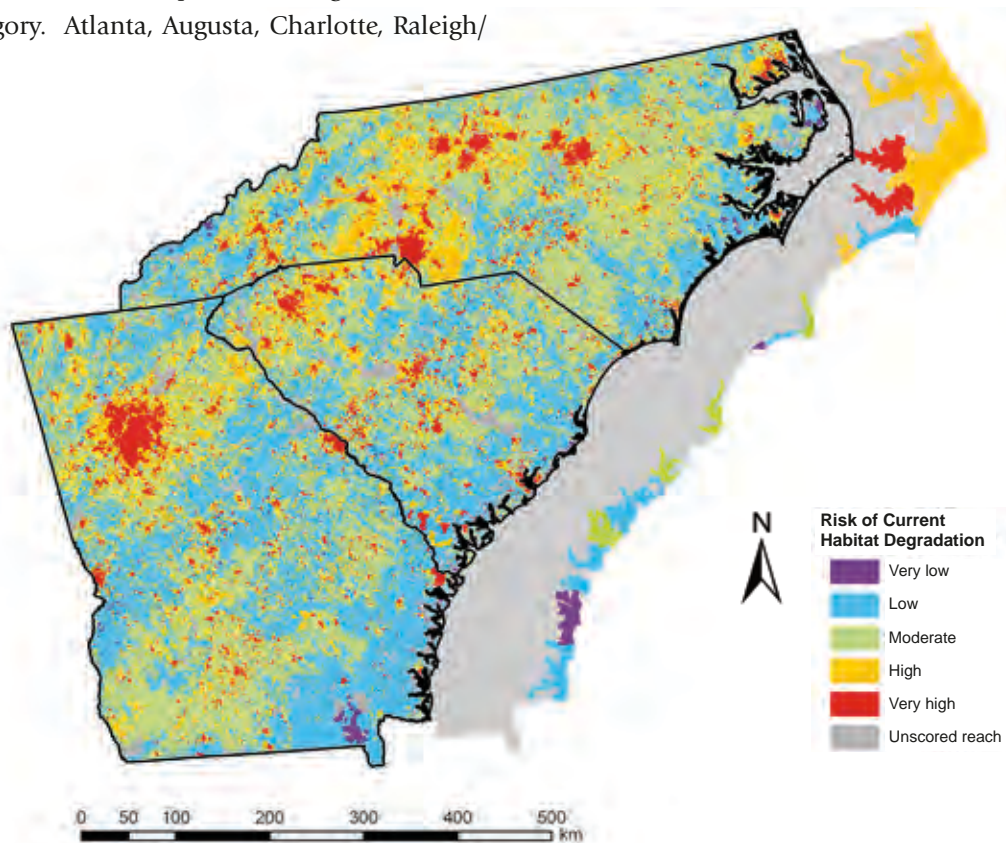 gory. Atlanta, Augusta, Charlotte, Raleigh/
N
Risk of Current
Habitat Degradation
Very low
Low
Moderate
High
Very high
Unscored reach
0 50 100 200 300 400 500
km